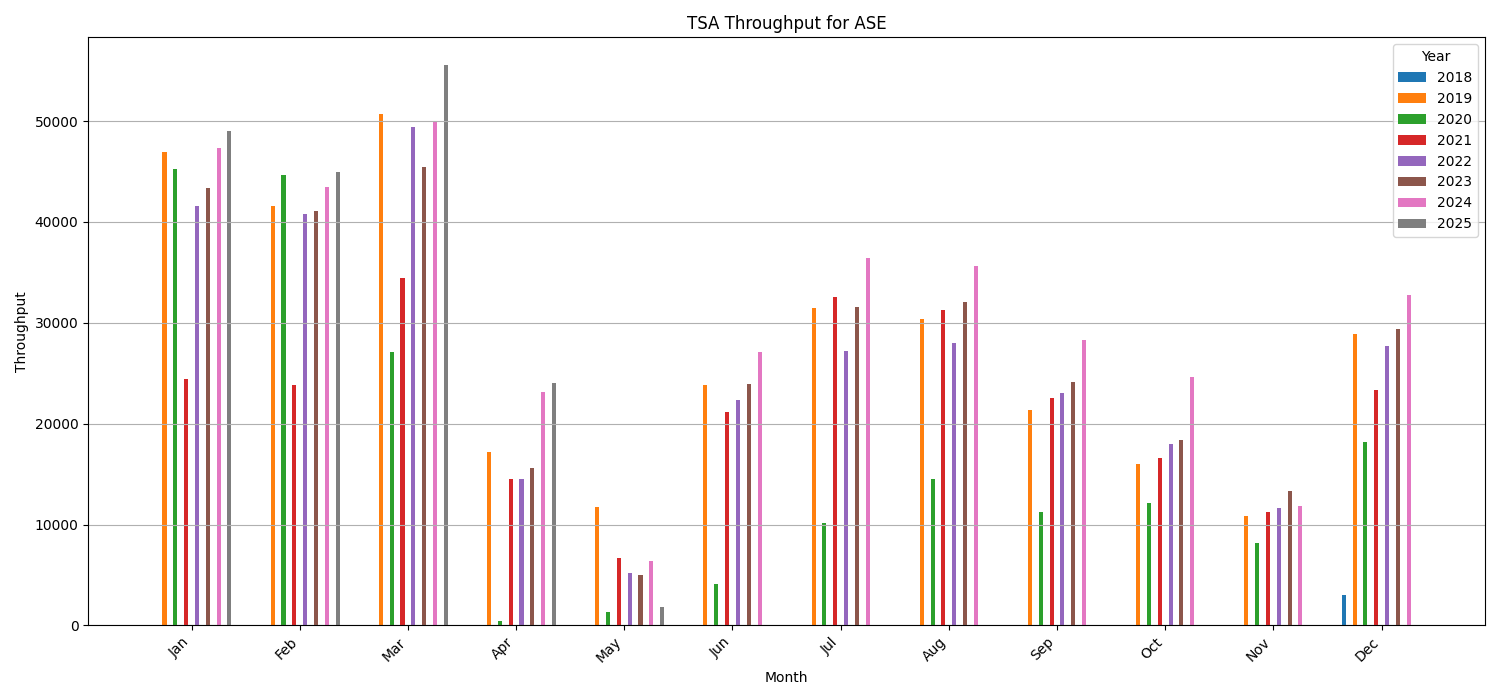 TSA Throughput for ASE
Year
2018
2019
2020
2021
2022
2023
2024
2025
Throughput
50000
40000
30000
20000
10000
0
Jan
Feb
Mar
Apr
May
Jun
Jul
Aug
Sep
Oct
Nov
Dec
Month